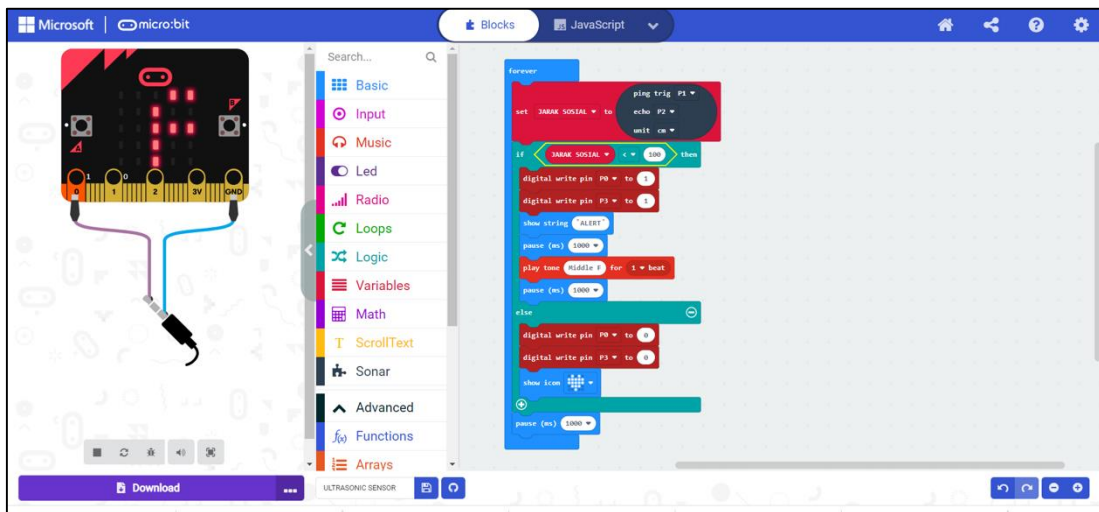 Microsoft micro:bit
Blocks
JavaScript
A
B
0 1 2 3V GND
1 0
Search...
Basic
Input
Music
Led
Radio
Loops
Logic
Variables
Math
ScrollText
Sonar
Advanced
Functions
Arrays
Download
ULTRASONIC SENSOR
forever
set JARAK SOSIAL to ping trig P1
echo P2
unit cm
if JARAK SOSIAL < 100 then
digital write pin P0 to 1
digital write pin P3 to 1
show string "ALERT"
pause (ms) 1000
play tone Middle F for 1 beat
pause (ms) 1000
else
digital write pin P0 to 0
digital write pin P3 to 0
show icon
pause (ms) 1000